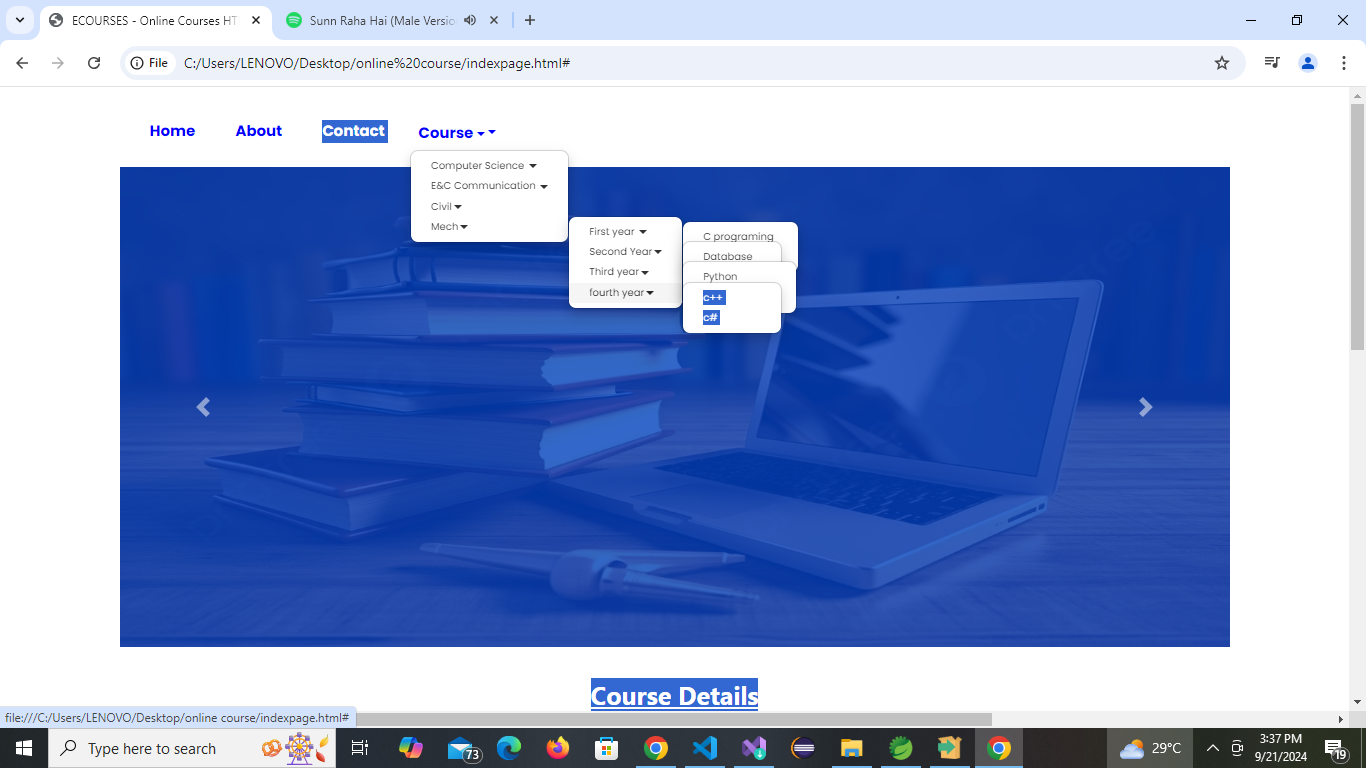 ECOURSES - Online Courses HT
Sunn Raha Hai (Male Versio
File
C:/Users/LENOVO/Desktop/online%20course/indexpage.html#
Home
About
Contact
Course
Computer Science
E&C Communication
Civil
Mech
First year
Second Year
Third year
fourth year
C programing
Database
Python
c++
c#
Course Details
file:///C:/Users/LENOVO/Desktop/online course/indexpage.html#
Type here to search
73
29°C
3:37 PM
9/21/2024
19